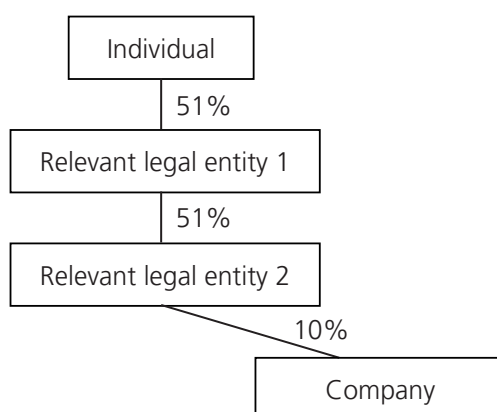 Individual
51%
Relevant legal entity 1
51%
Relevant legal entity 2
10%
Company